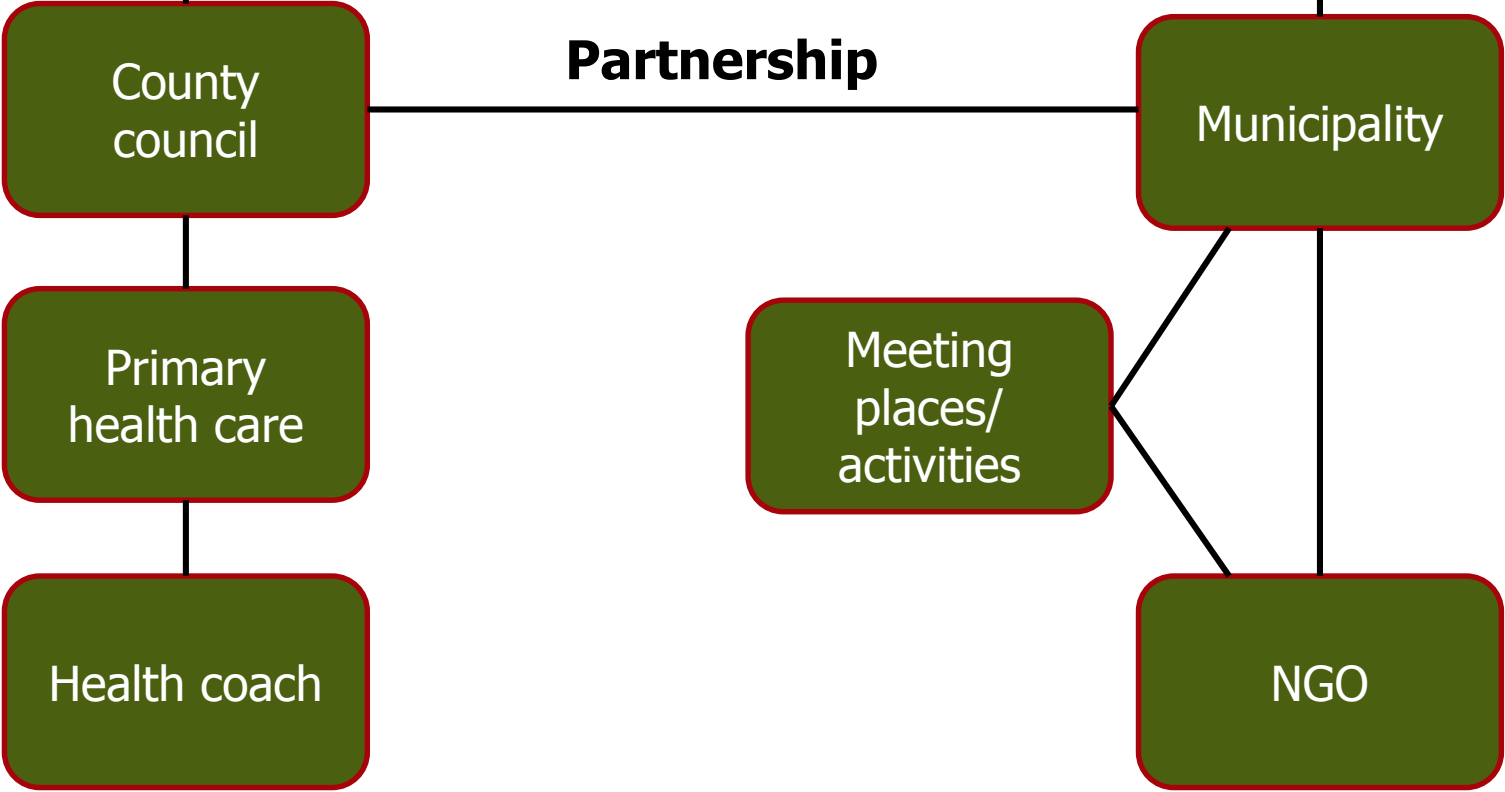 Partnership
County
council
Municipality
Primary
health care
Meeting
places/
activities
Health coach
NGO